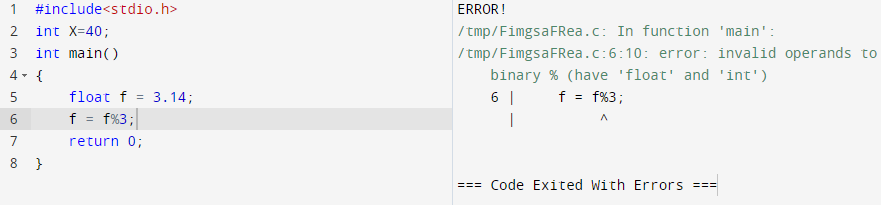 1 #include<stdio.h>
2 int X=40;
3 int main()
4 {
5 float f = 3.14;
6 f = f%3;
7 return 0;
8 }
ERROR!
/tmp/FimgsaFRea.c: In function 'main':
/tmp/FimgsaFRea.c:6:10: error: invalid operands to
binary % (have 'float' and 'int')
6 | f = f%3;
| ^
=== Code Exited With Errors ===